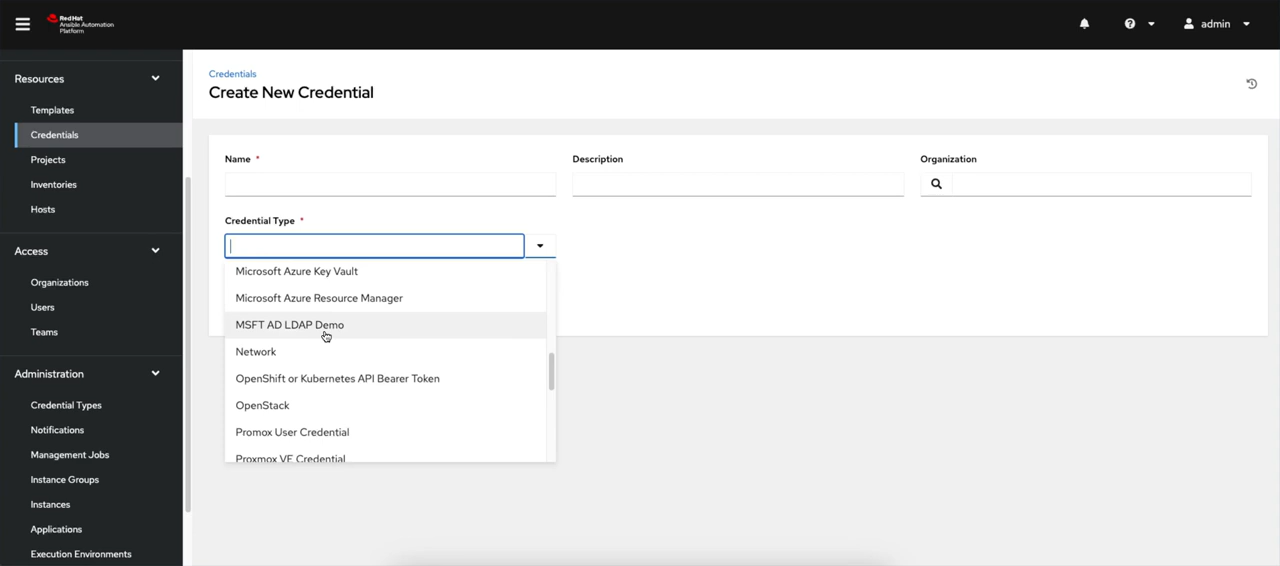 Red Hat
Ansible Automation
Platform
admin
Resources
Templates
Credentials
Projects
Inventories
Hosts
Access
Organizations
Users
Teams
Administration
Credential Types
Notifications
Management Jobs
Instance Groups
Instances
Applications
Execution Environments
Credentials
Create New Credential
Name *
Description
Organization
Credential Type *
Microsoft Azure Key Vault
Microsoft Azure Resource Manager
MSFT AD LDAP Demo
Network
OpenShift or Kubernetes API Bearer Token
OpenStack
Promox User Credential
Proxmox VE Credential